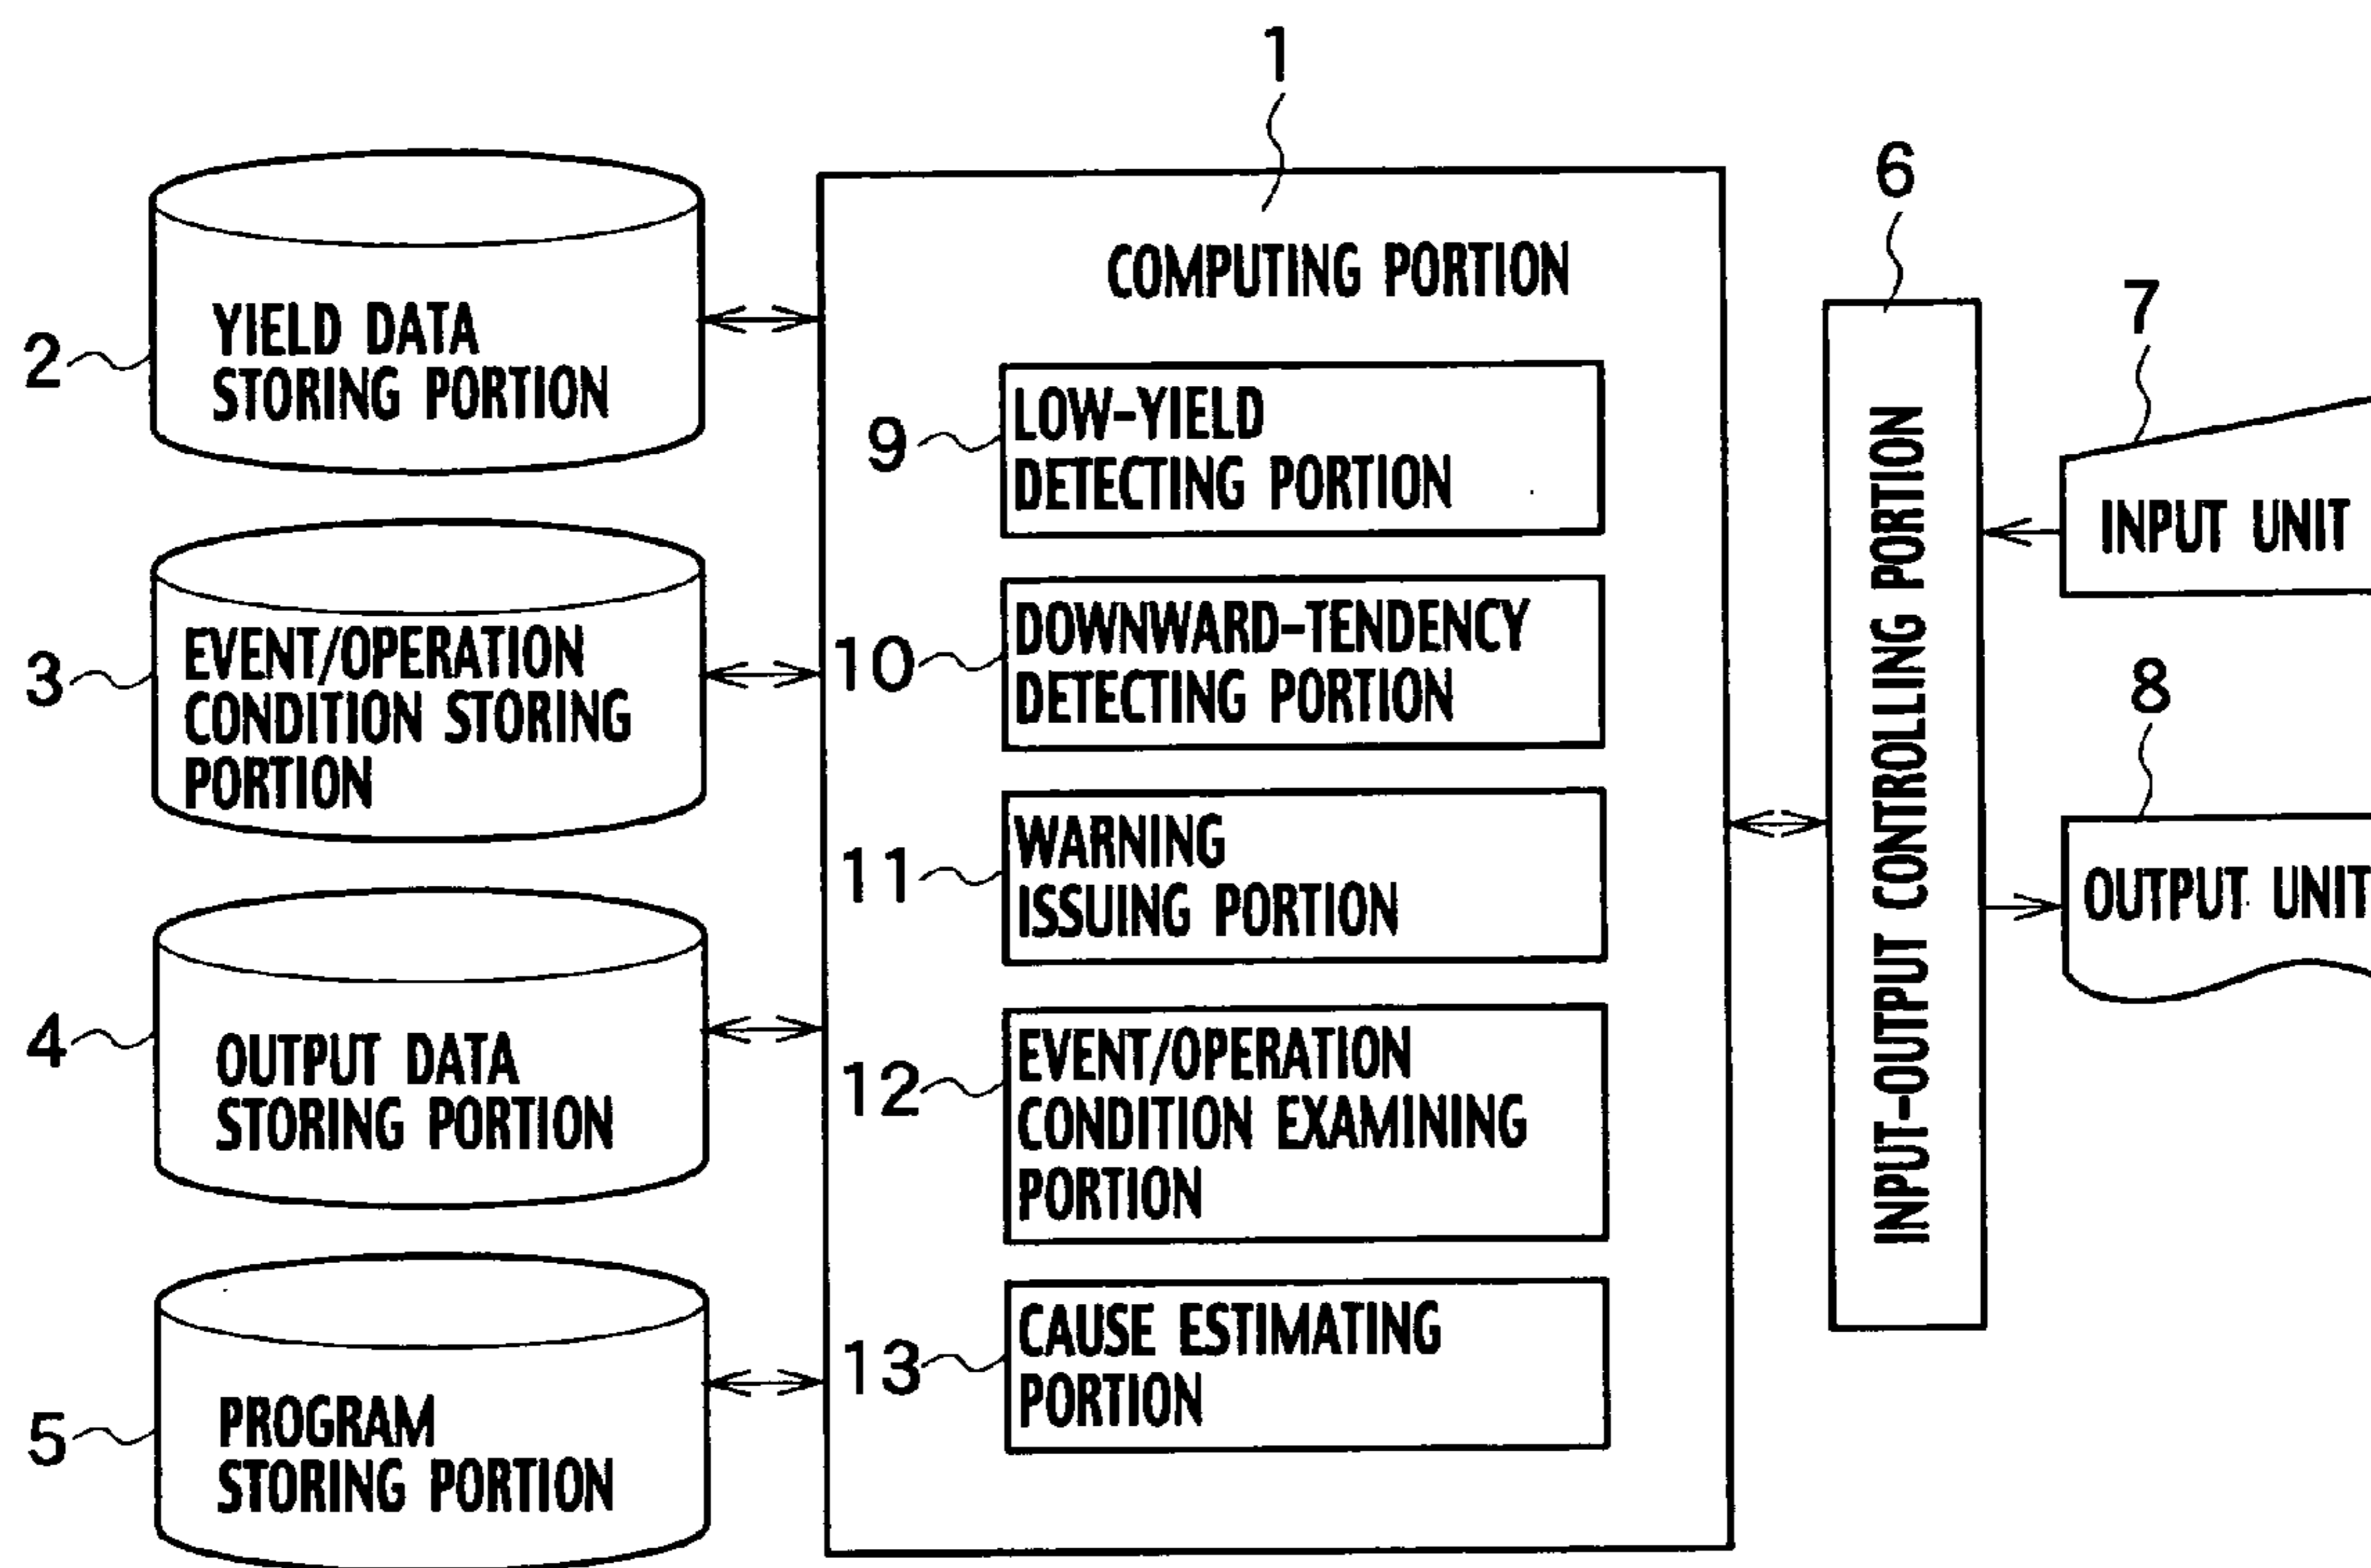 1
COMPUTING PORTION
2
YIELD DATA
STORING PORTION
3
EVENT/OPERATION
CONDITION STORING
PORTION
4
OUTPUT DATA
STORING PORTION
5
PROGRAM
STORING PORTION
9
LOW-YIELD
DETECTING PORTION
10
DOWNWARD-TENDENCY
DETECTING PORTION
11
WARNING
ISSUING PORTION
12
EVENT/OPERATION
CONDITION EXAMINING
PORTION
13
CAUSE ESTIMATING
PORTION
6
INPUT-OUTPUT CONTROLLING PORTION
7
INPUT UNIT
8
OUTPUT UNIT